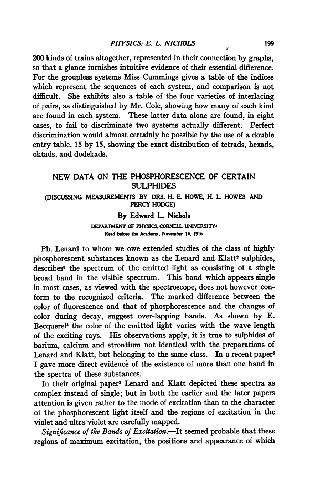 PHYSICS: E. L. NICHOLS 199
200 kinds of trains altogether, represented in their connection by graphs,
so that a glance furnishes intuitive evidence of their essential difference.
For the groupless systems Miss Cummings gives a table of the indices
which represent the sequences of each system, and comparison is not
difficult. She exhibits also a table of the four varieties of interlacing
of pairs, as distinguished by Mr. Cole, showing how many of each kind
are found in each system. These latter data alone are found, in eight
cases, to fail to discriminate two systems actually different. Perfect
discrimination would almost certainly be possible by the use of a double
entry table, 15 by 15, showing the exact distribution of tetrads, hexads,
oktads, and dodekads.
NEW DATA ON THE PHOSPHORESCENCE OF CERTAIN
SULPHIDES
(DISCUSSING MEASUREMENTS BY DRS. H. E. HOWE, H. L. HOWES AND
PERCY HODGE)
By Edward L. Nichols
DEPARTMENT OF PHYSICS, CORNELL UNIVERSITY
Read before the Academy, November 14, 1916
Ph. Lenard to whom we owe extended studies of the class of highly
phosphorescent substances known as the Lenard and Klatt sulphides,
describes the spectrum of the emitted light as consisting of a single
broad band in the visible spectrum. This band which appears single
in most cases, as viewed with the spectroscope, does not however con-
form to the recognized criteria. The marked difference between the
color of fluorescence and that of phosphorescence and the changes of
color during decay, suggest over-lapping bands. As shown by E.
Becquerel the color of the emitted light varies with the wave length
of the exciting rays. His observations apply, it is true to sulphides of
barium, calcium and strontium not identical with the preparations of
Lenard and Klatt, but belonging to the same class. In a recent paper
I gave more direct evidence of the existence of more than one band in
the spectra of these substances.
In their original paper Lenard and Klatt depicted these spectra as
complex instead of single; but in both the earlier and the later papers
attention is given rather to the mode of excitation than to the character
of the phosphorescent light itself and the regions of excitation in the
violet and ultra violet are carefully mapped.
Significance of the Bands of Excitation.—It seemed probable that these
regions of maximum excitation, the positions and appearance of which